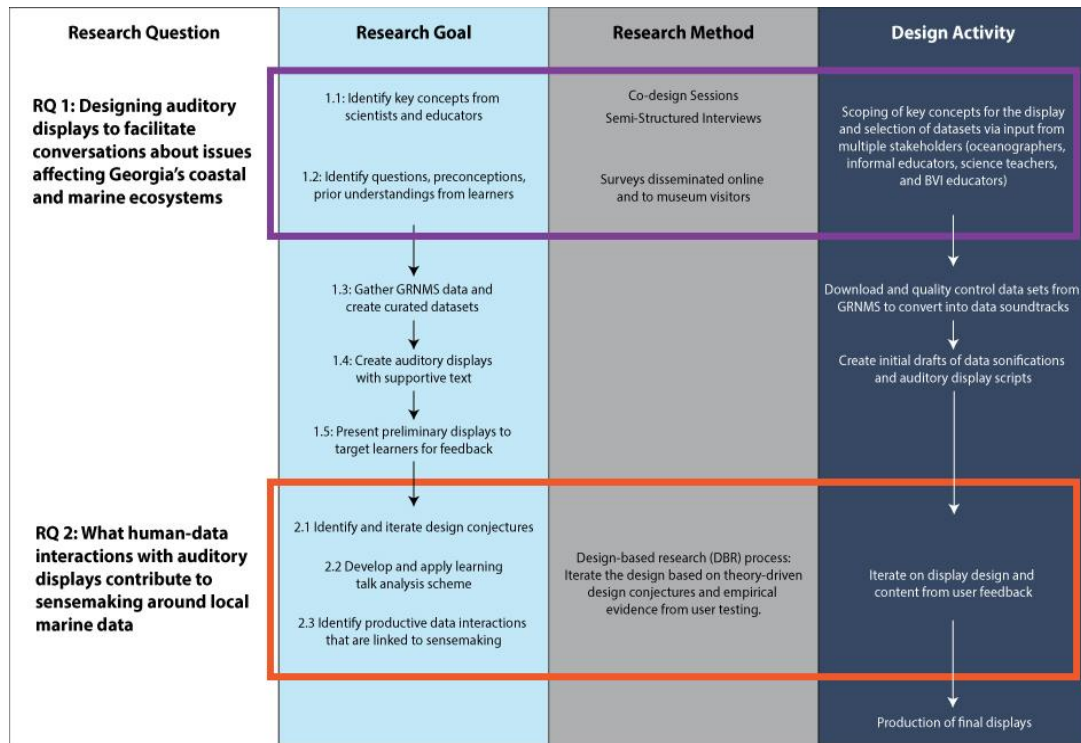 Research Question
Research Goal
Research Method
Design Activity
RQ 1: Designing auditory
displays to facilitate
conversations about issues
affecting Georgia's coastal
and marine ecosystems
1.1: Identify key concepts from
scientists and educators
1.2: Identify questions, preconceptions,
prior understandings from learners
Co-design Sessions
Semi-Structured Interviews
Surveys disseminated online
and to museum visitors
Scoping of key concepts for the display
and selection of datasets via input from
multiple stakeholders (oceanographers,
informal educators, science teachers,
and BVI educators)
1.3: Gather GRNMS data and
create curated datasets
Download and quality control data sets from
GRNMS to convert into data soundtracks
1.4: Create auditory displays
with supportive text
Create initial drafts of data sonifications
and auditory display scripts
1.5: Present preliminary displays to
target learners for feedback
RQ 2: What human-data
interactions with auditory
displays contribute to
sensemaking around local
marine data
2.1 Identify and iterate design conjectures
2.2 Develop and apply learning
talk analysis scheme
2.3 Identify productive data interactions
that are linked to sensemaking
Design-based research (DBR) process:
Iterate the design based on theory-driven
design conjectures and empirical
evidence from user testing.
Iterate on display design and
content from user feedback
Production of final displays